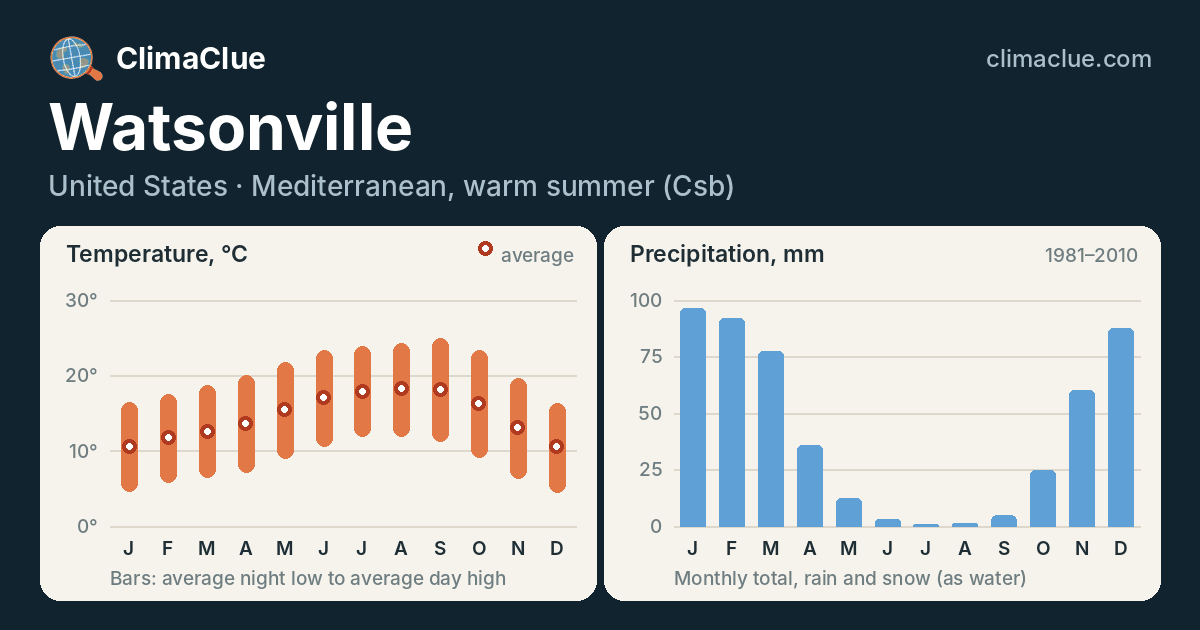 ClimaClue
climaclue.com
Watsonville
United States · Mediterranean, warm summer (Csb)
Temperature, °C
average
30°
20°
10°
0°
J F M A M J J A S O N D
Bars: average night low to average day high
Precipitation, mm
1981–2010
100
75
50
25
0
J F M A M J J A S O N D
Monthly total, rain and snow (as water)